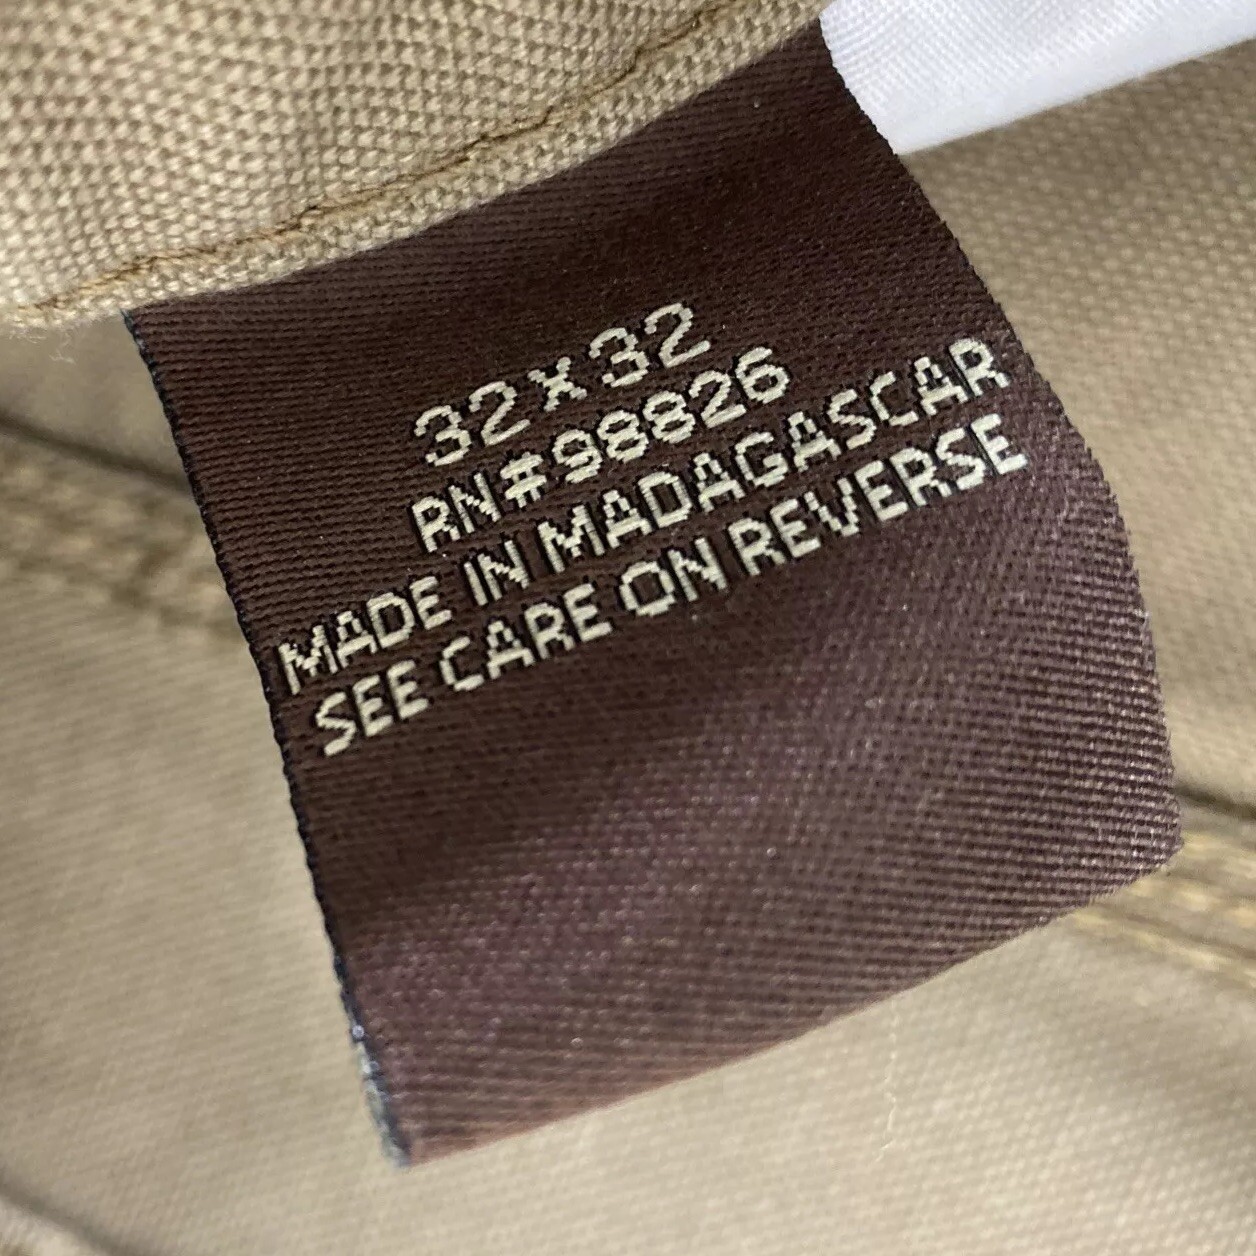 32x32
RN#98826
MADE IN MADAGASCAR
SEE CARE ON REVERSE